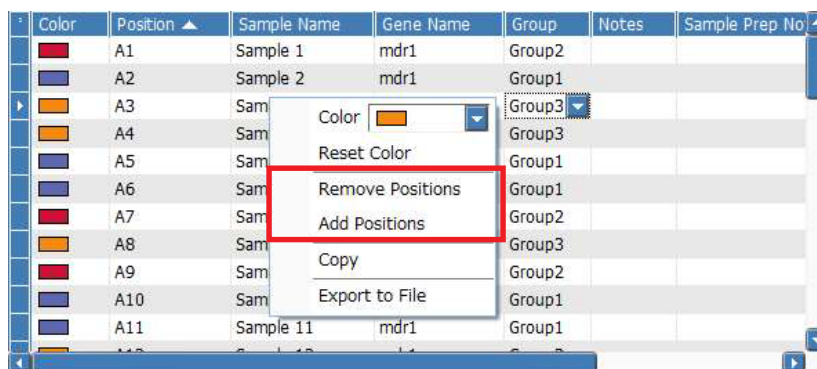 Color Position Sample Name Gene Name Group Notes Sample Prep No
A1 Sample 1 mdr1 Group2
A2 Sample 2 mdr1 Group1
A3 Sam Group3
A4 Sam Group3
A5 Sam Group1
A6 Sam Group1
A7 Sam Group2
A8 Sam Group3
A9 Sam Group2
A10 Sam Group1
A11 Sample 11 mdr1 Group1
Color
Reset Color
Remove Positions
Add Positions
Copy
Export to File